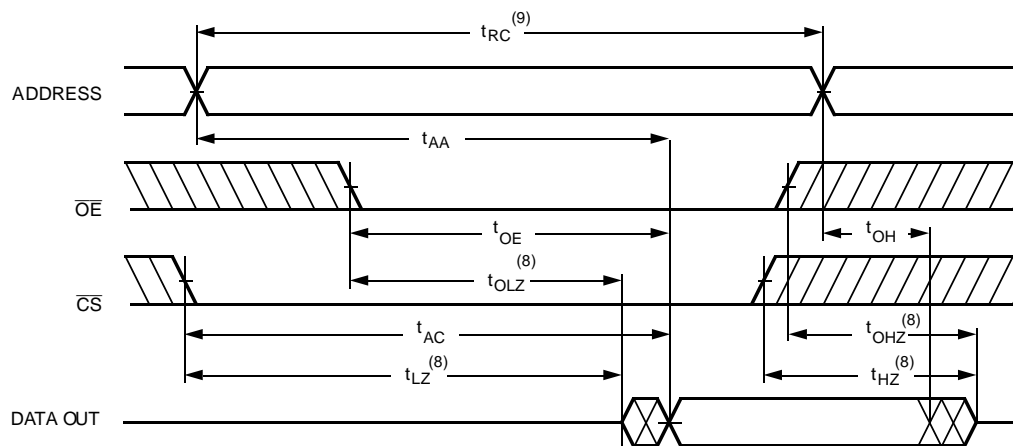 tRC(9)
ADDRESS
tAA
OE
tOE
tOH
tOLZ(8)
CS
tAC
tOHZ(8)
tLZ(8)
tHZ(8)
DATA OUT